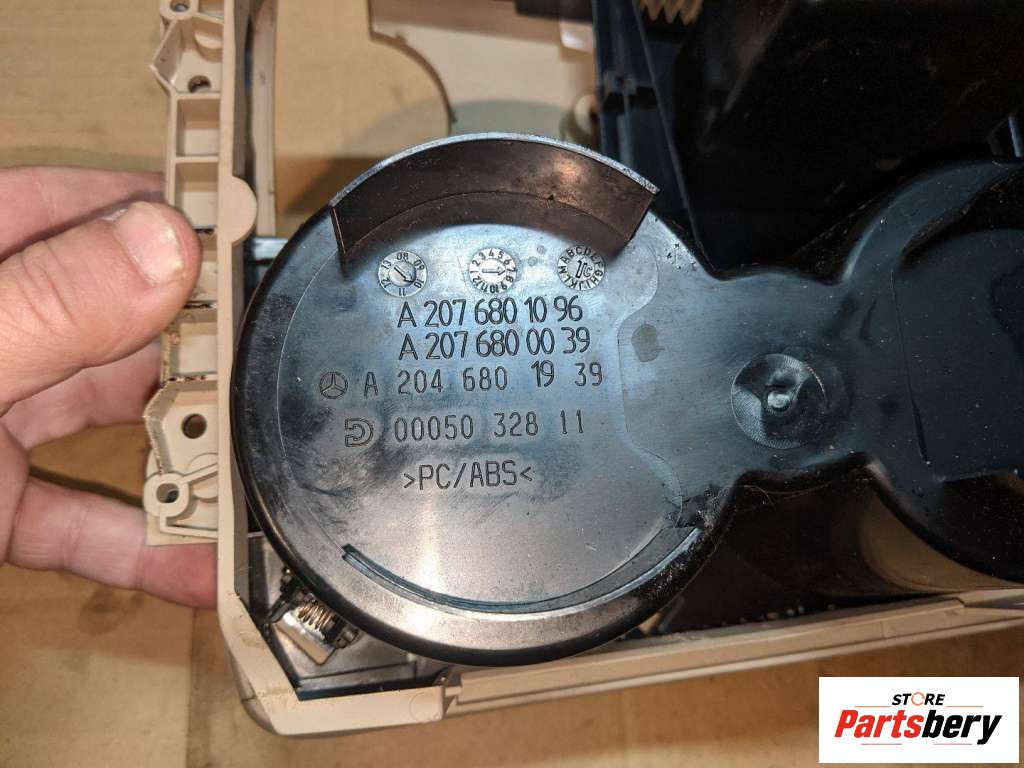 A 207 680 10 96
A 207 680 00 39
A 204 680 19 39
00050 328 11
>PC/ABS<
STORE
Partsbery